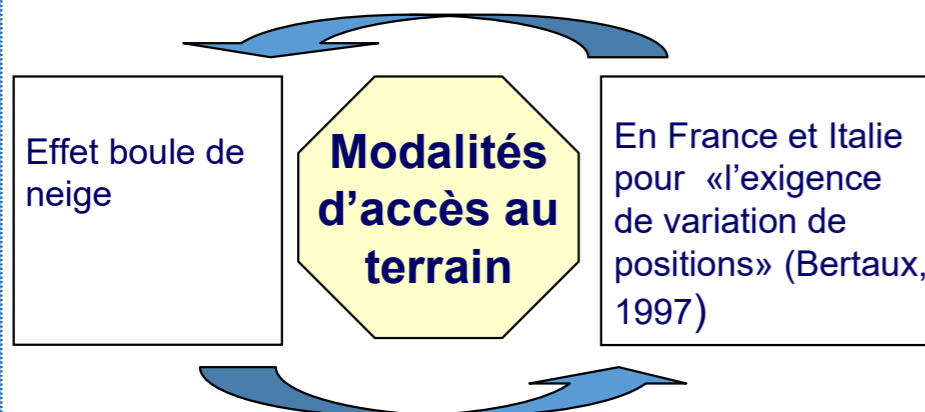 Effet boule de
neige
Modalités
d’accès au
terrain
En France et Italie
pour «l’exigence
de variation de
positions» (Bertaux,
1997)